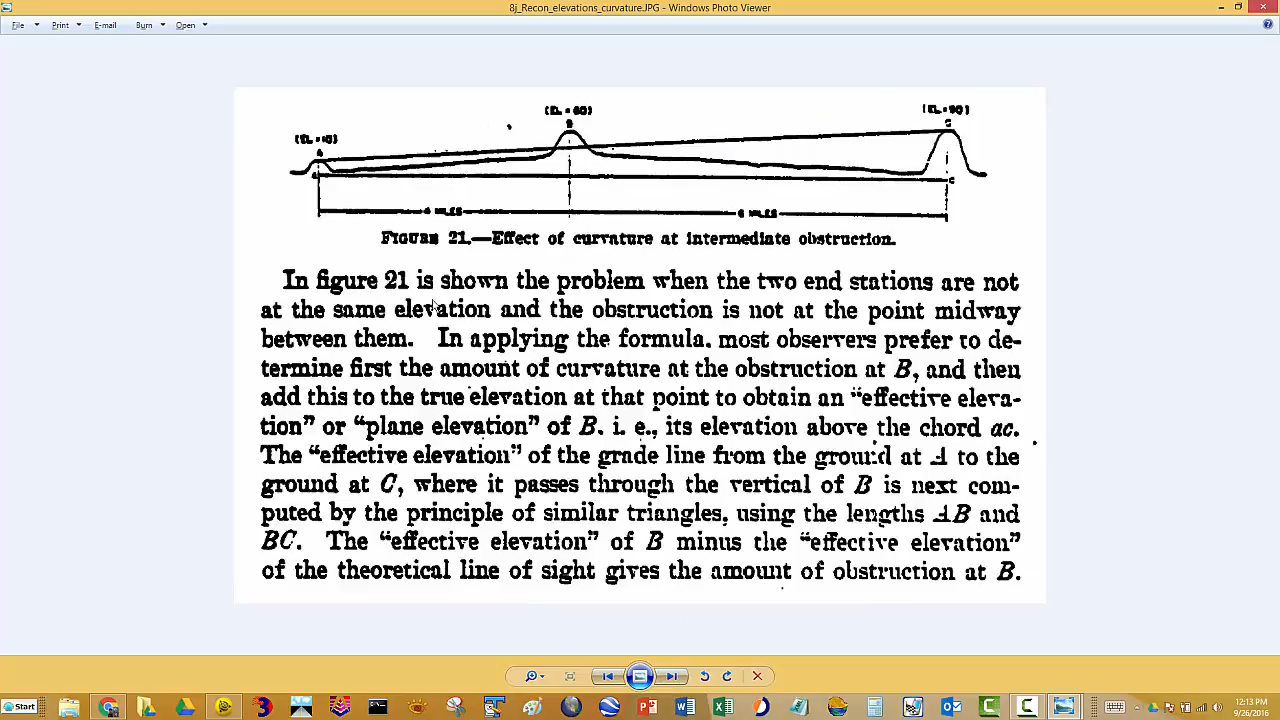 8j_Recon_elevations_curvature.JPG - Windows Photo Viewer
File Print E-mail Burn Open
FIGURE 21.—Effect of curvature at intermediate obstruction.
In figure 21 is shown the problem when the two end stations are not
at the same elevation and the obstruction is not at the point midway
between them. In applying the formula, most observers prefer to de-
termine first the amount of curvature at the obstruction at B, and then
add this to the true elevation at that point to obtain an “effective eleva-
tion” or “plane elevation” of B. i. e., its elevation above the chord ac.
The “effective elevation” of the grade line from the ground at A to the
ground at C, where it passes through the vertical of B is next com-
puted by the principle of similar triangles, using the lengths AB and
BC. The “effective elevation” of B minus the “effective elevation”
of the theoretical line of sight gives the amount of obstruction at B.
Start
12:13 PM
9/26/2016